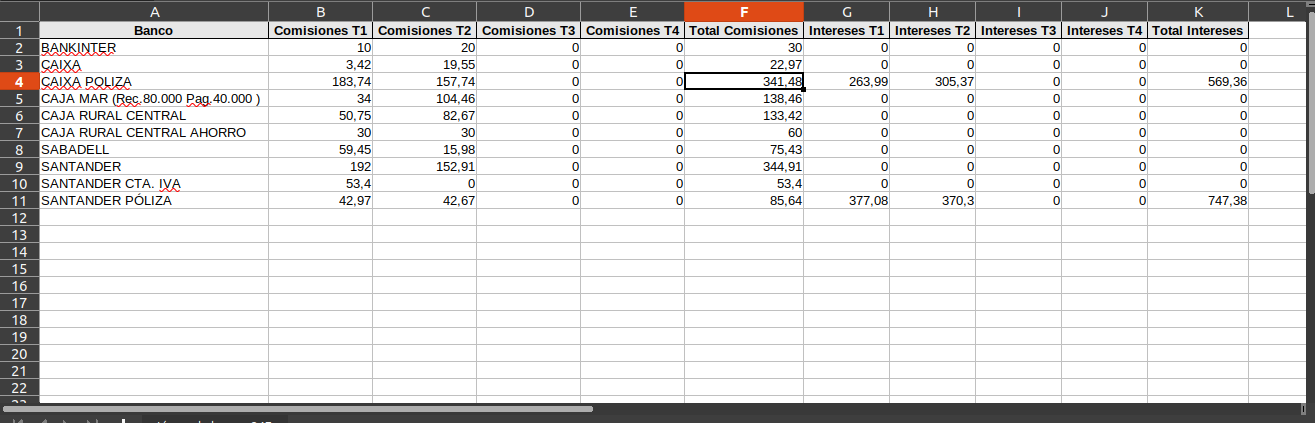 A B C D E F G H I J K L
1 Banco Comisiones T1 Comisiones T2 Comisiones T3 Comisiones T4 Total Comisiones Intereses T1 Intereses T2 Intereses T3 Intereses T4 Total Intereses
2 BANKINTER 10 20 0 0 30 0 0 0 0 0
3 CAIXA 3,42 19,55 0 0 22,97 0 0 0 0 0
4 CAIXA POLIZA 183,74 157,74 0 0 341,48 263,99 305,37 0 0 569,36
5 CAJA MAR (Rec.80.000 Pag.40.000 ) 34 104,46 0 0 138,46 0 0 0 0 0
6 CAJA RURAL CENTRAL 50,75 82,67 0 0 133,42 0 0 0 0 0
7 CAJA RURAL CENTRAL AHORRO 30 30 0 0 60 0 0 0 0 0
8 SABADELL 59,45 15,98 0 0 75,43 0 0 0 0 0
9 SANTANDER 192 152,91 0 0 344,91 0 0 0 0 0
10 SANTANDER CTA. IVA 53,4 0 0 0 53,4 0 0 0 0 0
11 SANTANDER PÓLIZA 42,97 42,67 0 0 85,64 377,08 370,3 0 0 747,38
12
13
14
15
16
17
18
19
20
21
22